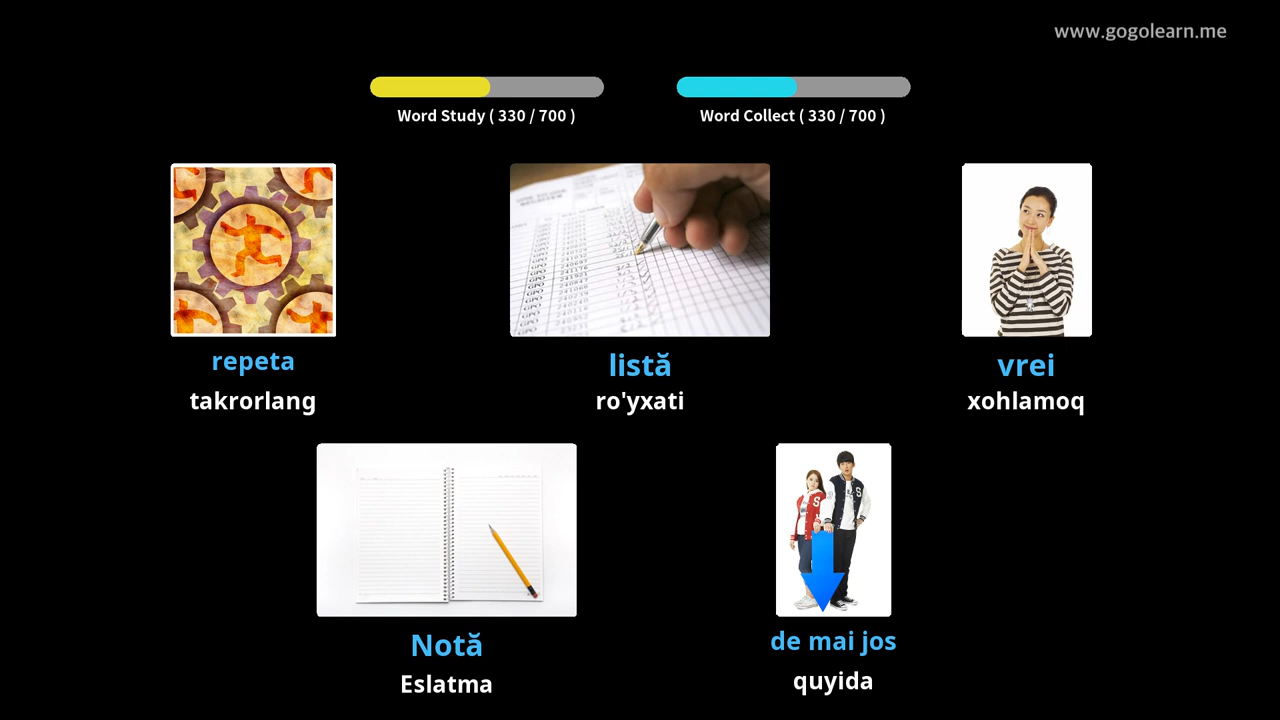 www.gogolearn.me
Word Study ( 330 / 700 )
Word Collect ( 330 / 700 )
repeta
takrorlang
listă
ro'yxati
vrei
xohlamoq
Notă
Eslatma
de mai jos
quyida